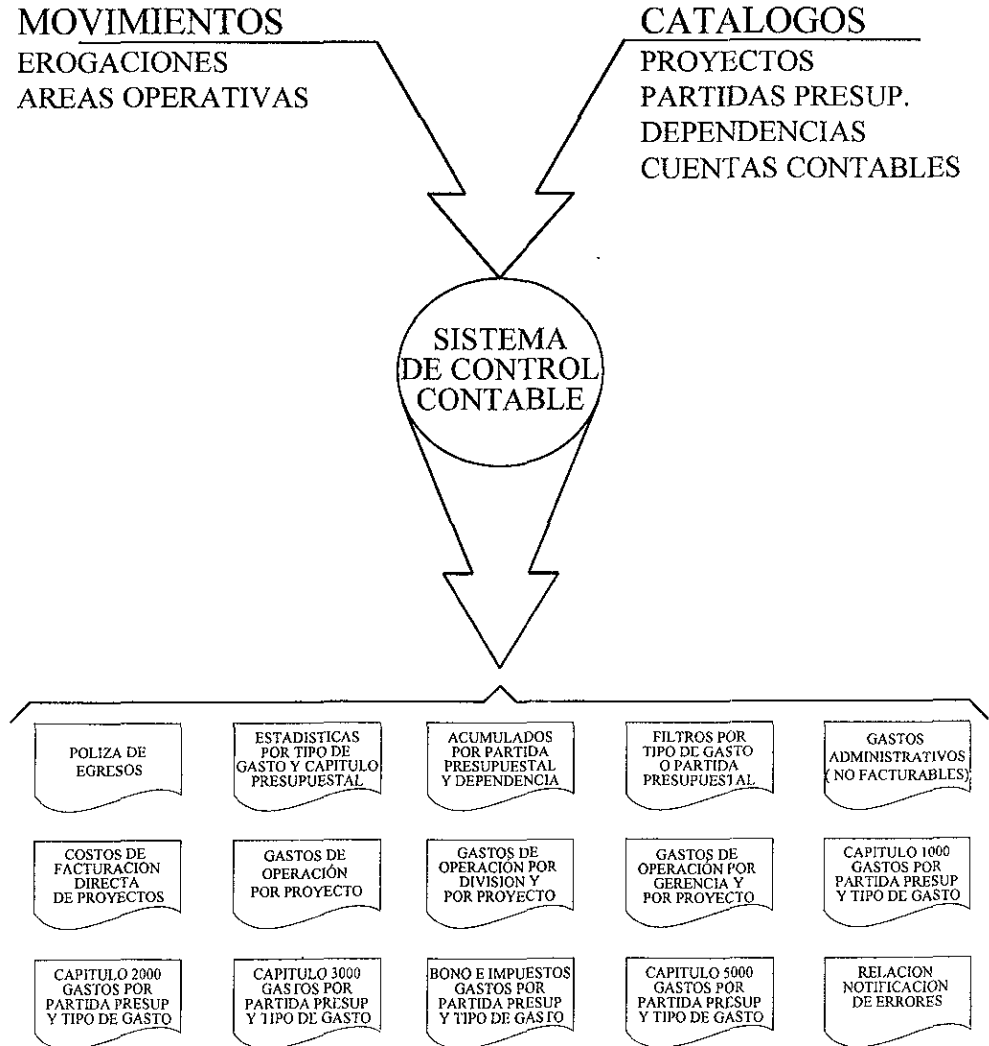 MOVIMIENTOS
EROGACIONES
AREAS OPERATIVAS
CATALOGOS
PROYECTOS
PARTIDAS PRESUP.
DEPENDENCIAS
CUENTAS CONTABLES
SISTEMA
DE CONTROL
CONTABLE
POLIZA DE
EGRESOS
ESTADISTICAS
POR TIPO DE
GASTO Y CAPITULO
PRESUPUESTAL
ACUMULADOS
POR PARTIDA
PRESUPUESTAL
Y DEPENDENCIA
FILTROS POR
TIPO DE GASTO
O PARTIDA
PRESUPUESTAL
GASTOS
ADMINISTRATIVOS
( NO FACTURABLES)
COSTOS DE
FACTURACION
DIRECTA
DE PROYECTOS
GASTOS DE
OPERACIÓN
POR PROYECTO
GASTOS DE
OPERACIÓN POR
DIVISION Y
POR PROYECTO
GASTOS DE
OPERACIÓN POR
GERENCIA Y
POR PROYECTO
CAPITULO 1000
GASTOS POR
PARTIDA PRESUP
Y TIPO DE GASTO
CAPITULO 2000
GASTOS POR
PARTIDA PRESUP
Y TIPO DE GASTO
CAPITULO 3000
GASTOS POR
PARTIDA PRESUP
Y TIPO DE GASTO
BONO E IMPUESTOS
GASTOS POR
PARTIDA PRESUP
Y TIPO DE GASTO
CAPITULO 5000
GASTOS POR
PARTIDA PRESUP
Y TIPO DE GASTO
RELACION
NOTIFICACION
DE ERRORES